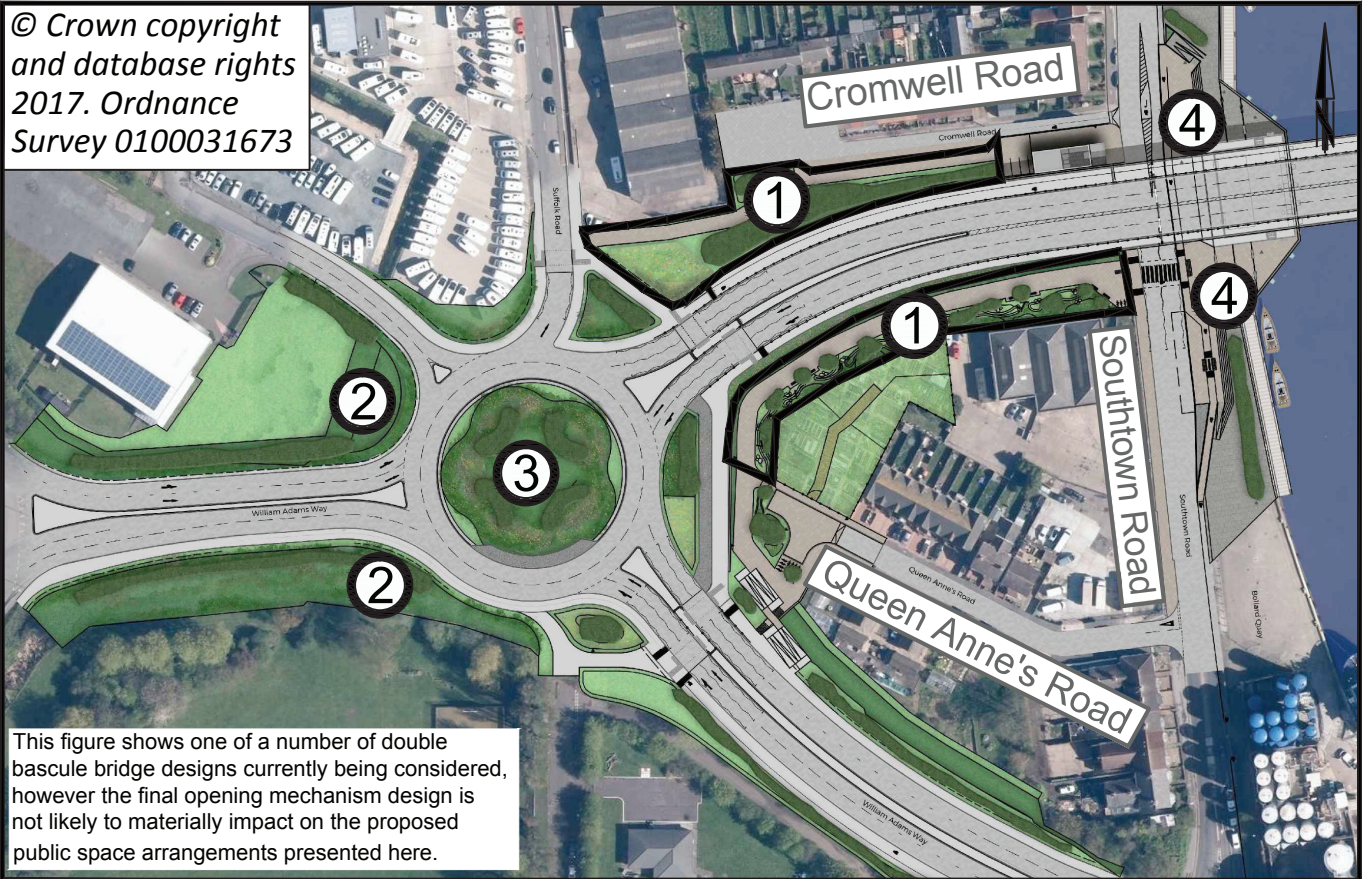 © Crown copyright
and database rights
2017. Ordnance
Survey 0100031673
Cromwell Road
Cromwell Road
4
1
Suffolk Road
4
1
2
Southtown Road
3
William Adams Way
Southtown Road
2
Queen Anne's Road
Queen Anne's Road
Bollard Quay
William Adams Way
N
This figure shows one of a number of double
bascule bridge designs currently being considered,
however the final opening mechanism design is
not likely to materially impact on the proposed
public space arrangements presented here.